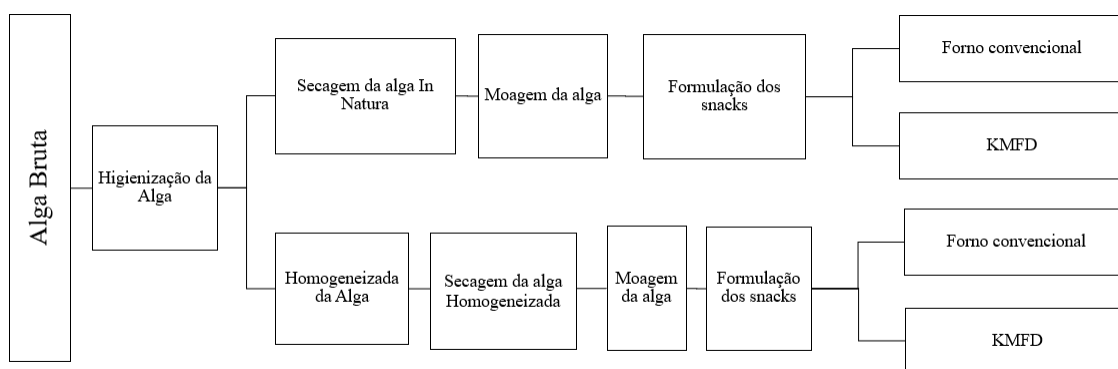 Alga Bruta
Higienização da
Alga
Secagem da alga In
Natura
Moagem da alga
Formulação dos
snacks
Forno convencional
KMFD
Homogeneizada
da Alga
Secagem da alga
Homogeneizada
Moagem
da alga
Formulação
dos snacks
Forno convencional
KMFD